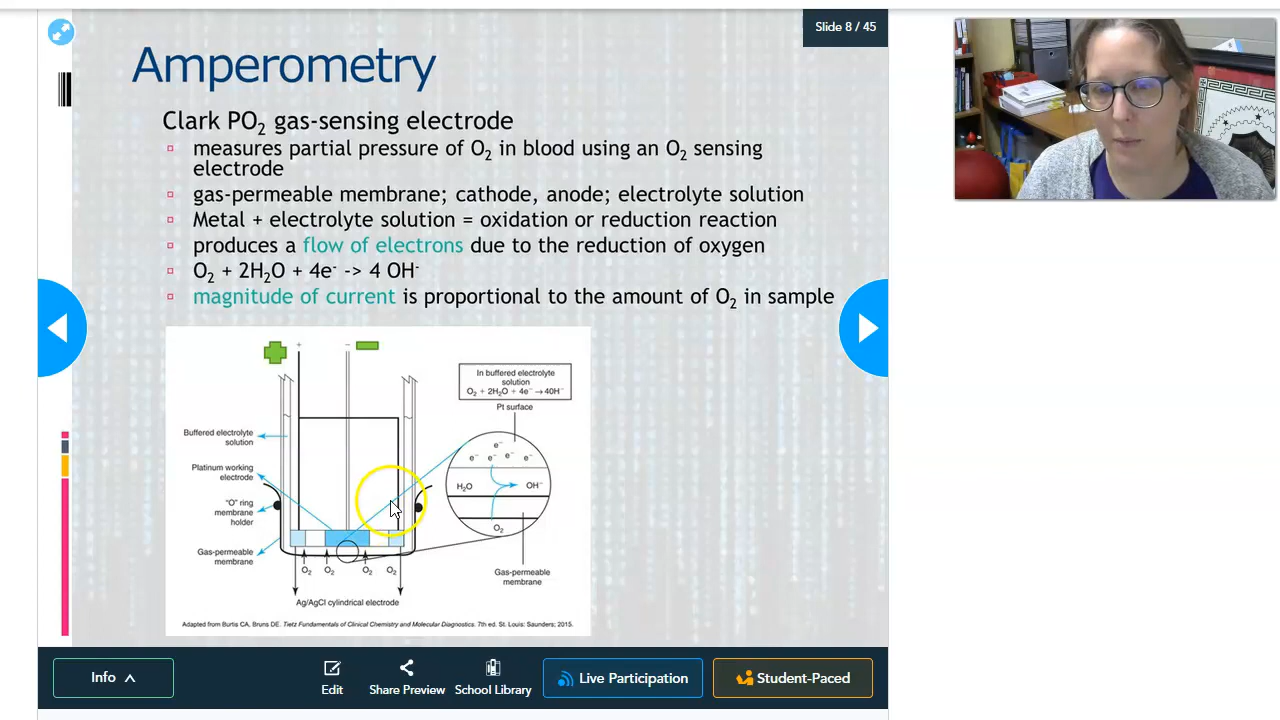 Slide 8 / 45
Amperometry
Clark PO₂ gas-sensing electrode
▫ measures partial pressure of O₂ in blood using an O₂ sensing
electrode
▫ gas-permeable membrane; cathode, anode; electrolyte solution
▫ Metal + electrolyte solution = oxidation or reduction reaction
▫ produces a flow of electrons due to the reduction of oxygen
▫ O₂ + 2H₂O + 4e⁻ -> 4 OH⁻
▫ magnitude of current is proportional to the amount of O₂ in sample
+ −
In buffered electrolyte
solution
O₂ + 2H₂O + 4e⁻ → 4OH⁻
Pt surface
Buffered electrolyte
solution
Platinum working
electrode
"O" ring
membrane
holder
Gas-permeable
membrane
e⁻
e⁻ e⁻ e⁻ e⁻
H₂O OH⁻
O₂
O₂ O₂ O₂ O₂
Gas-permeable
membrane
Ag/AgCl cylindrical electrode
Adapted from Burtis CA, Bruns DE. Tietz Fundamentals of Clinical Chemistry and Molecular Diagnostics. 7th ed. St. Louis: Saunders; 2015.
Info
Edit
Share Preview
School Library
Live Participation
Student-Paced